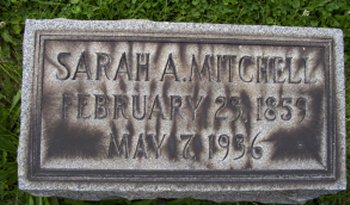 SARAH A. MITCHELL
FEBRUARY 25, 1859
MAY 7, 1936